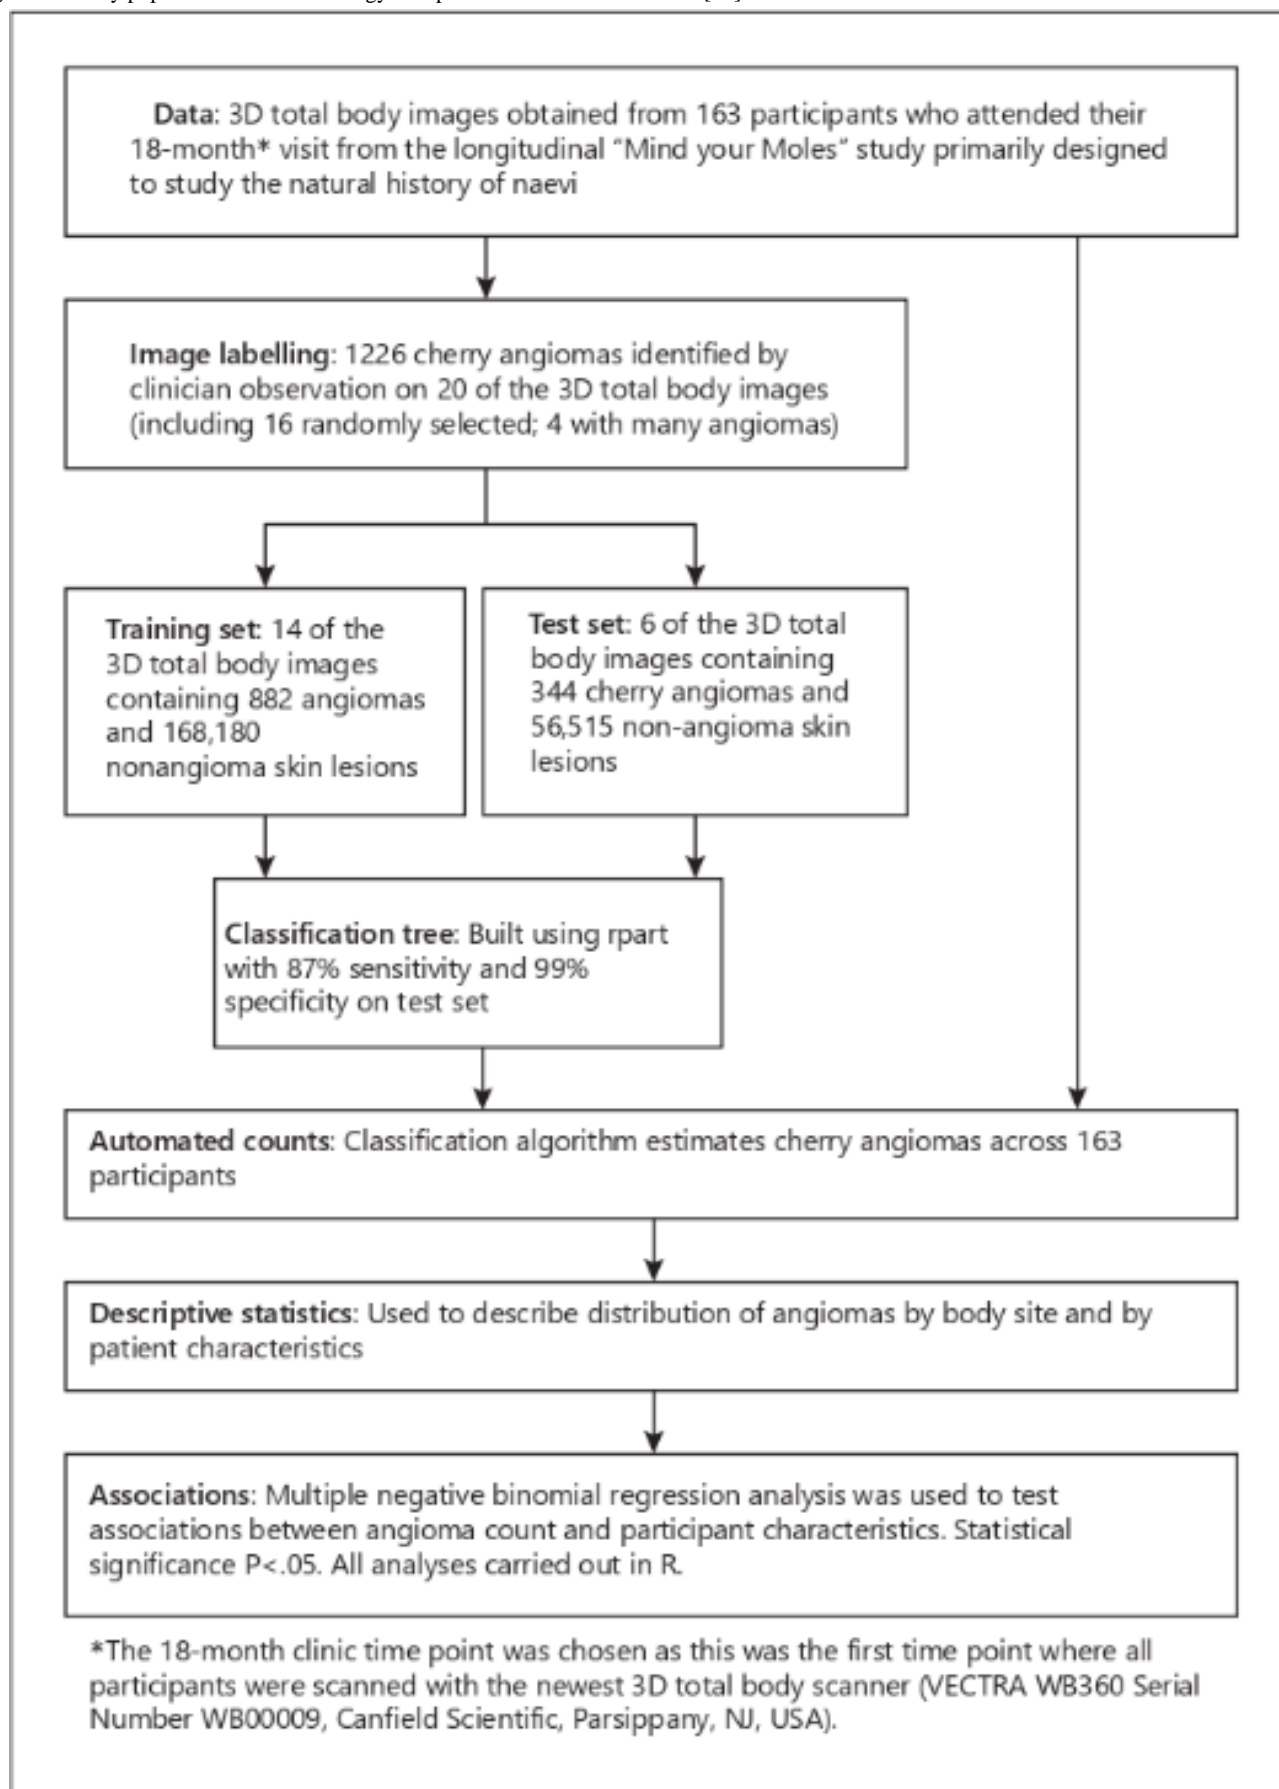 Data: 3D total body images obtained from 163 participants who attended their
18-month* visit from the longitudinal "Mind your Moles" study primarily designed
to study the natural history of naevi
Image labelling: 1226 cherry angiomas identified by
clinician observation on 20 of the 3D total body images
(including 16 randomly selected; 4 with many angiomas)
Training set: 14 of the
3D total body images
containing 882 angiomas
and 168,180
nonangioma skin lesions
Test set: 6 of the 3D total
body images containing
344 cherry angiomas and
56,515 non-angioma skin
lesions
Classification tree: Built using rpart
with 87% sensitivity and 99%
specificity on test set
Automated counts: Classification algorithm estimates cherry angiomas across 163
participants
Descriptive statistics: Used to describe distribution of angiomas by body site and by
patient characteristics
Associations: Multiple negative binomial regression analysis was used to test
associations between angioma count and participant characteristics. Statistical
significance P<.05. All analyses carried out in R.
*The 18-month clinic time point was chosen as this was the first time point where all
participants were scanned with the newest 3D total body scanner (VECTRA WB360 Serial
Number WB00009, Canfield Scientific, Parsippany, NJ, USA).